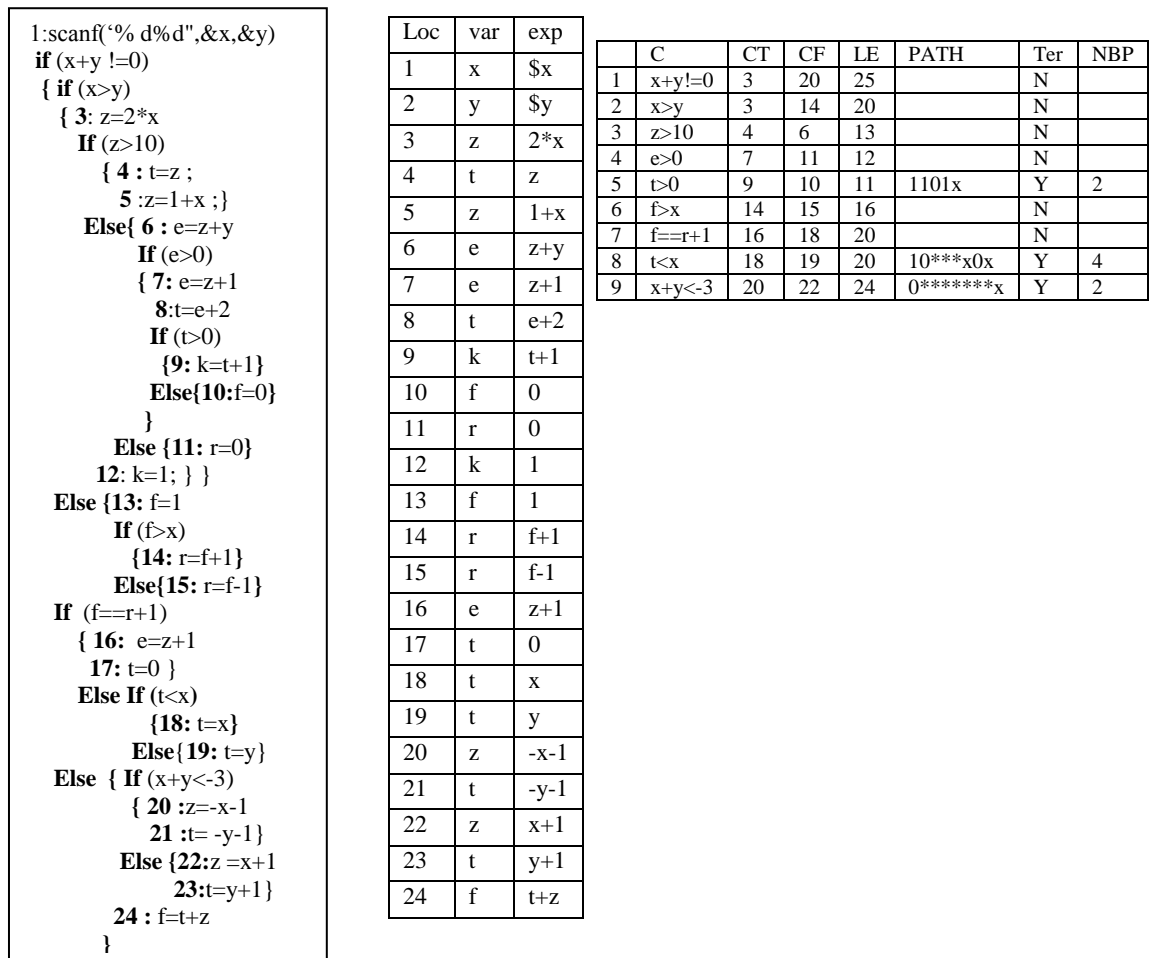 1:scanf(‘% d%d",&x,&y)
if (x+y !=0)
{ if (x>y)
{ 3: z=2*x
If (z>10)
{ 4 : t=z ;
5 :z=1+x ;}
Else{ 6 : e=z+y
If (e>0)
{ 7: e=z+1
8:t=e+2
If (t>0)
{9: k=t+1}
Else{10:f=0}
}
Else {11: r=0}
12: k=1; } }
Else {13: f=1
If (f>x)
{14: r=f+1}
Else{15: r=f-1}
If (f==r+1)
{ 16: e=z+1
17: t=0 }
Else If (t<x)
{18: t=x}
Else{19: t=y}
Else { If (x+y<-3)
{ 20 :z=-x-1
21 :t= -y-1}
Else {22:z =x+1
23:t=y+1}
24 : f=t+z
}
Loc var exp
1 x $x
2 y $y
3 z 2*x
4 t z
5 z 1+x
6 e z+y
7 e z+1
8 t e+2
9 k t+1
10 f 0
11 r 0
12 k 1
13 f 1
14 r f+1
15 r f-1
16 e z+1
17 t 0
18 t x
19 t y
20 z -x-1
21 t -y-1
22 z x+1
23 t y+1
24 f t+z
C CT CF LE PATH Ter NBP
1 x+y!=0 3 20 25 N
2 x>y 3 14 20 N
3 z>10 4 6 13 N
4 e>0 7 11 12 N
5 t>0 9 10 11 1101x Y 2
6 f>x 14 15 16 N
7 f==r+1 16 18 20 N
8 t<x 18 19 20 10***x0x Y 4
9 x+y<-3 20 22 24 0*******x Y 2